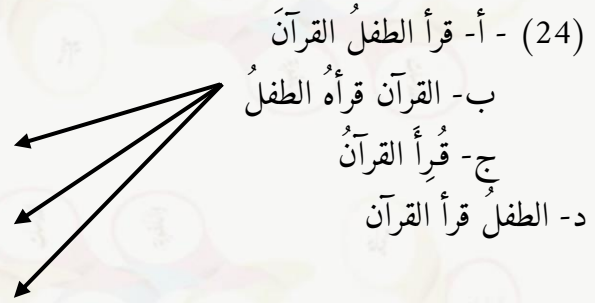 (24) - أ- قرأ الطفلُ القرآنَ
ب- القرآن قرأهُ الطفلُ
ج- قُرِأَ القرآنُ
د- الطفلُ قرأ القرآن